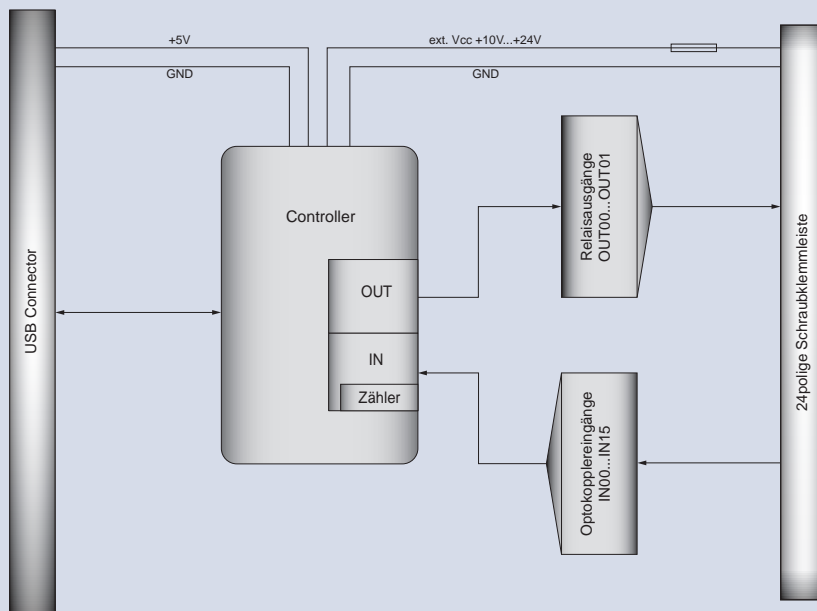 +5V
ext. Vcc +10V...+24V
GND
GND
Controller
Relaisausgänge
OUT00...OUT01
OUT
USB Connector
24polige Schraubklemmleiste
IN
Zähler
Optokopplereingänge
IN00...IN15